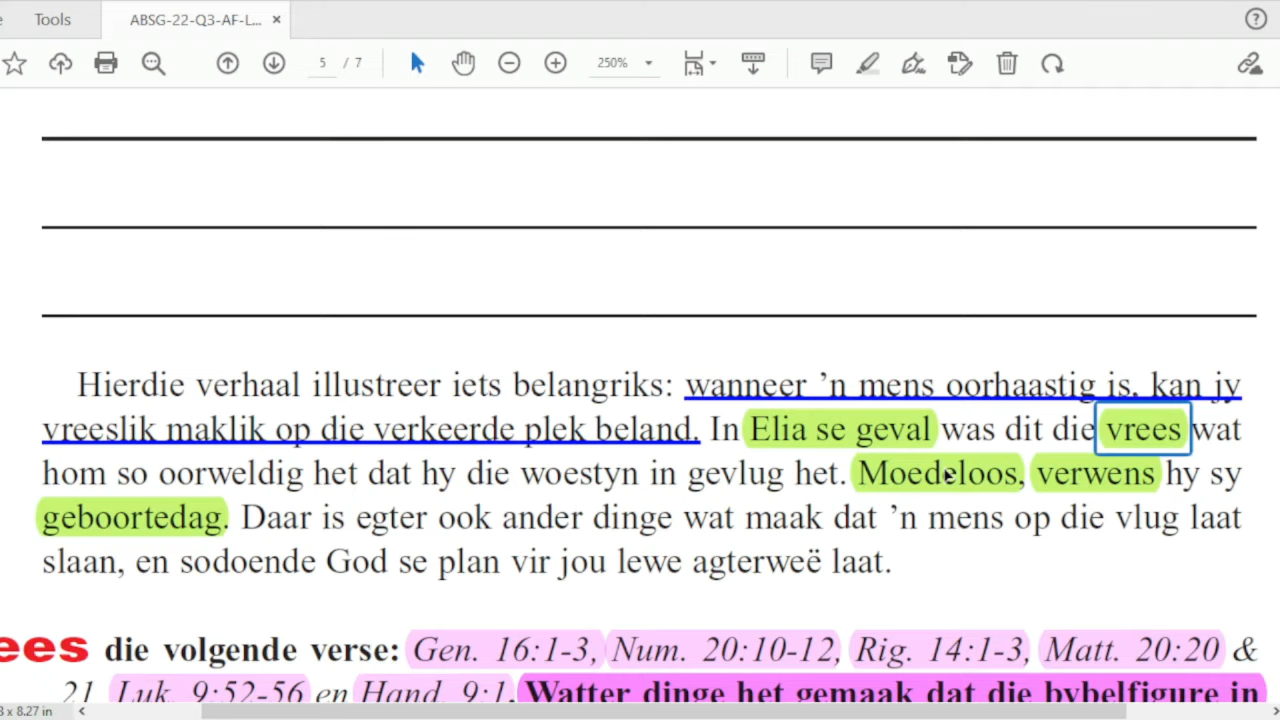 e Tools ABSG-22-Q3-AF-L... ×
5 / 7 250%
Hierdie verhaal illustreer iets belangriks: wanneer ’n mens oorhaastig is, kan jy
vreeslik maklik op die verkeerde plek beland. In Elia se geval was dit die vrees wat
hom so oorweldig het dat hy die woestyn in gevlug het. Moedeloos, verwens hy sy
geboortedag. Daar is egter ook ander dinge wat maak dat ’n mens op die vlug laat
slaan, en sodoende God se plan vir jou lewe agterweë laat.
ees die volgende verse: Gen. 16:1-3, Num. 20:10-12, Rig. 14:1-3, Matt. 20:20 &
21 Luk. 9:52-56 en Hand. 9:1. Watter dinge het gemaak dat die bybelfigure in
x 8.27 in